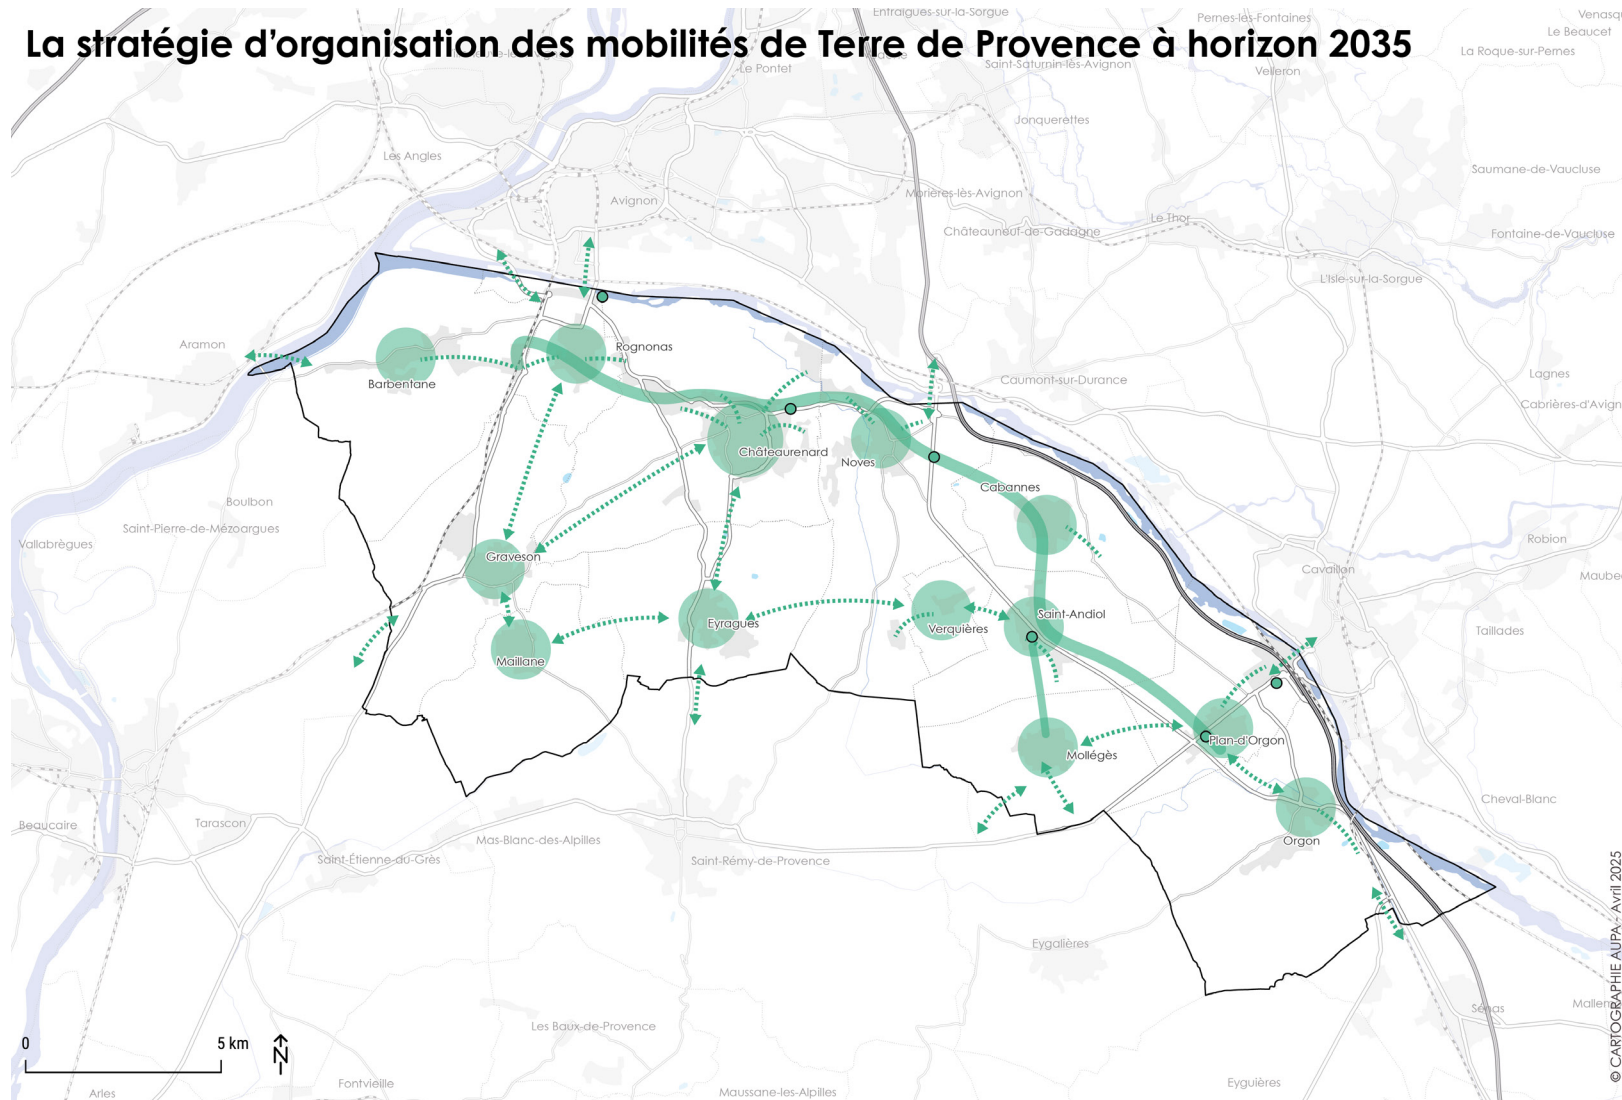 Entraigues-sur-la-Sorgue
Pernes-les-Fontaines
Le Beaucet
La stratégie d'organisation des mobilités de Terre de Provence à horizon 2035
La Roque-sur-Pernes
Saint-Saturnin-lès-Avignon
Le Pontet
Velleron
Jonquerettes
Les Angles
Saumane-de-Vaucluse
Morières-lès-Avignon
Avignon
Le Thor
Châteauneuf-de-Gadagne
Fontaine-de-Vaucluse
L'Isle-sur-la-Sorgue
Aramon
Rognonas
Barbentane
Caumont-sur-Durance
Lagnes
Cabrières-d'Avign
Châteaurenard
Noves
Cabannes
Boulbon
Saint-Pierre-de-Mézoargues
Vallabrègues
Robion
Graveson
Cavaillon
Maube
Saint-Andiol
Eyragues
Verquières
Taillades
Maillane
Plan-d'Orgon
Mollégès
Cheval-Blanc
Beaucaire
Tarascon
Mas-Blanc-des-Alpilles
Orgon
Saint-Étienne-du-Grès
Saint-Rémy-de-Provence
Eygalières
Sénas
Mallem
Les Baux-de-Provence
0
5 km
N
Fontvieille
Eyguières
Arles
Maussane-les-Alpilles
© CARTOGRAPHIE AUPA - Avril 2025